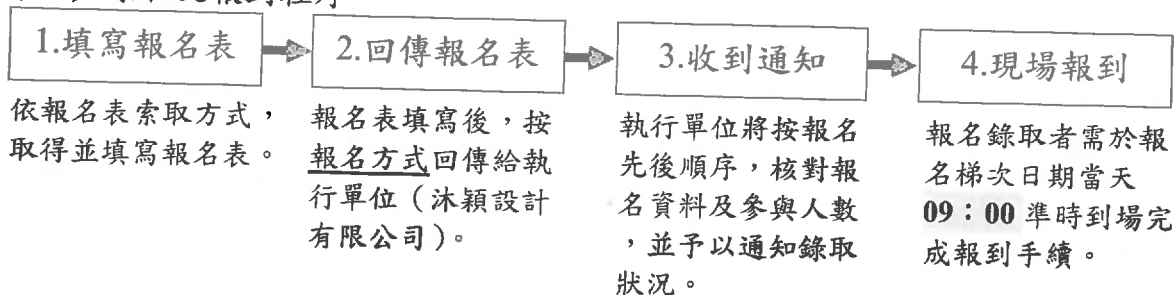 1.填寫報名表
2.回傳報名表
3.收到通知
4.現場報到
依報名表索取方式，
取得並填寫報名表。
報名表填寫後，按
報名方式回傳給執
行單位（沐穎設計
有限公司）。
執行單位將按報名
先後順序，核對報
名資料及參與人數
，並予以通知錄取
狀況。
報名錄取者需於報
名梯次日期當天
09：00 準時到場完
成報到手續。